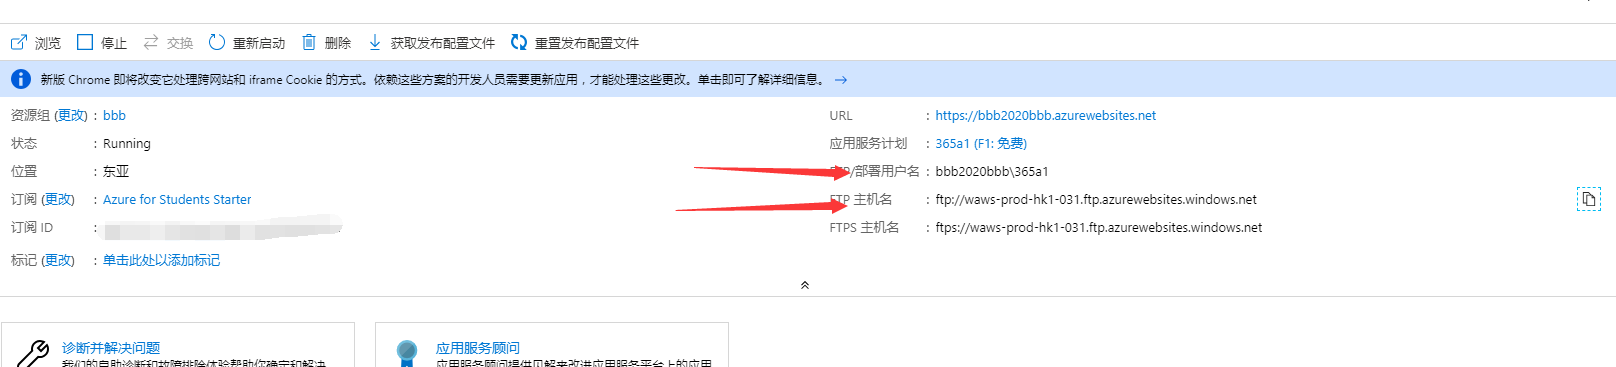 浏览 停止 交换 重新启动 删除 获取发布配置文件 重置发布配置文件
新版 Chrome 即将改变它处理跨网站和 iframe Cookie 的方式。依赖这些方案的开发人员需要更新应用，才能处理这些更改。单击即可了解详细信息。 →
资源组 (更改) : bbb
状态 : Running
位置 : 东亚
订阅 (更改) : Azure for Students Starter
订阅 ID :
标记 (更改) : 单击此处以添加标记
URL : https://bbb2020bbb.azurewebsites.net
应用服务计划 : 365a1 (F1: 免费)
/部署用户名 : bbb2020bbb\365a1
FTP 主机名 : ftp://waws-prod-hk1-031.ftp.azurewebsites.windows.net
FTPS 主机名 : ftps://waws-prod-hk1-031.ftp.azurewebsites.windows.net
诊断并解决问题
我们的自助诊断和故障排除体验帮助你确定和解决
应用服务顾问
应用服务顾问提供见解来改进应用服务平台上的应用